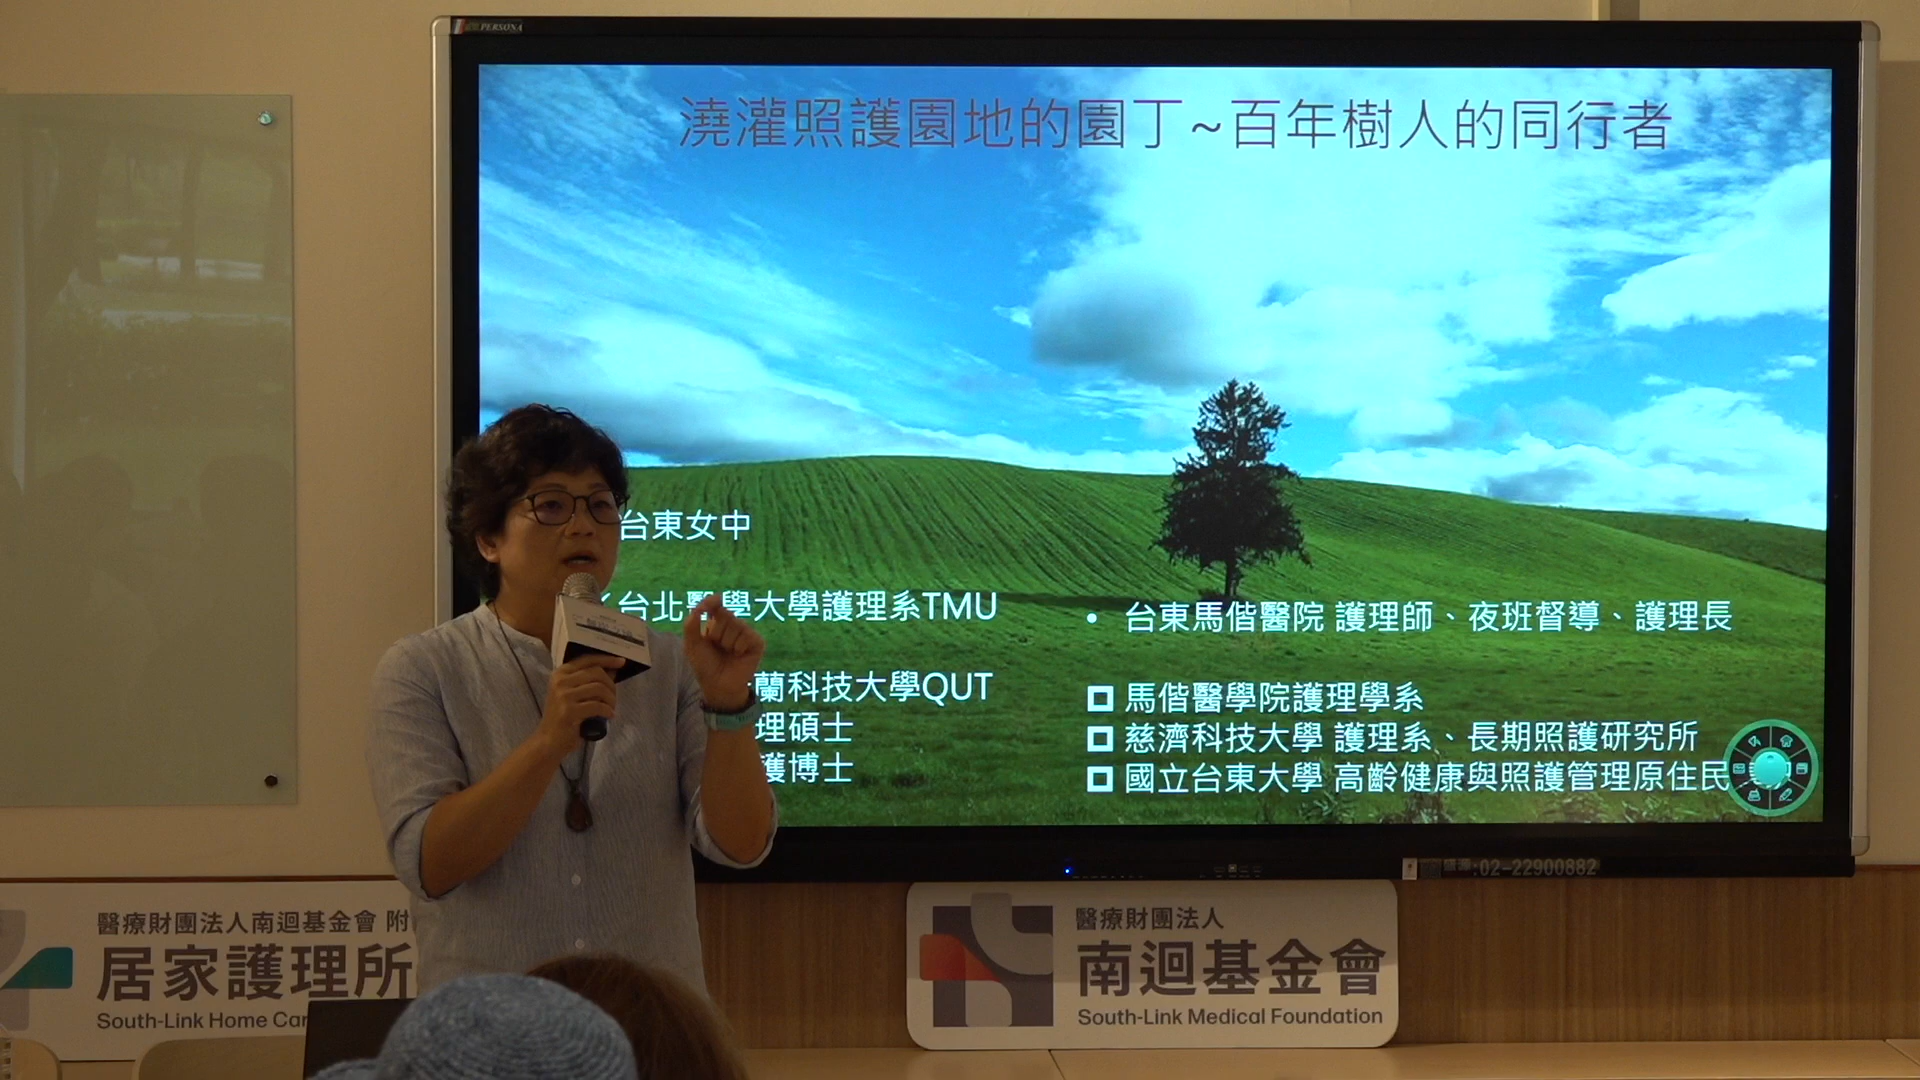 PERSONA
澆灌照護園地的園丁~百年樹人的同行者
台東女中
台北醫學大學護理系TMU
蘭科技大學QUT
理碩士
護博士
• 台東馬偕醫院 護理師、夜班督導、護理長
馬偕醫學院護理學系
慈濟科技大學 護理系、長期照護研究所
國立台東大學 高齡健康與照護管理原住民
:02-22900882
醫療財團法人南迴基金會 附
居家護理所
South-Link Home Car
醫療財團法人
南迴基金會
South-Link Medical Foundation